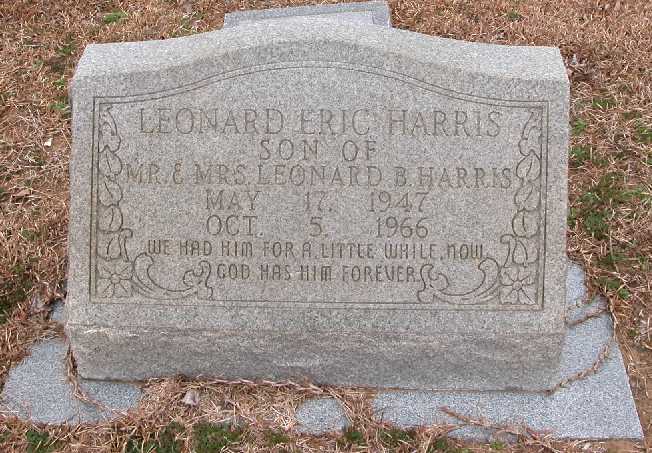 LEONARD ERIC HARRIS
SON OF
MR. & MRS. LEONARD B. HARRIS
MAY 17, 1947
OCT. 5, 1966
WE HAD HIM FOR A LITTLE WHILE, NOW
GOD HAS HIM FOREVER.